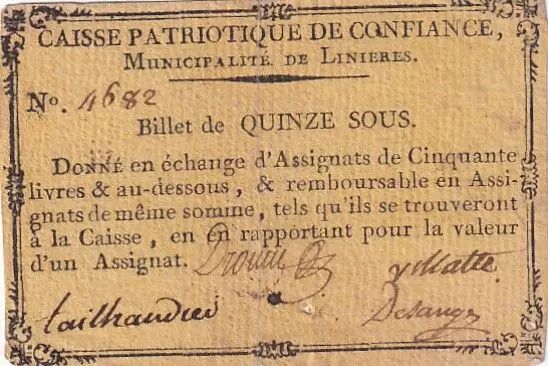 CAISSE PATRIOTIQUE DE CONFIANCE,
MUNICIPALITÉ DE LINIERES.
No. 4682
Billet de QUINZE SOUS.
DONNÉ en échange d'Assignats de Cinquante
livres & au-dessous, & remboursable en Assi-
gnats de même somme, tels qu'ils se trouveront
à la Caisse, en en rapportant pour la valeur
d'un Assignat.
taillandier
Desanges